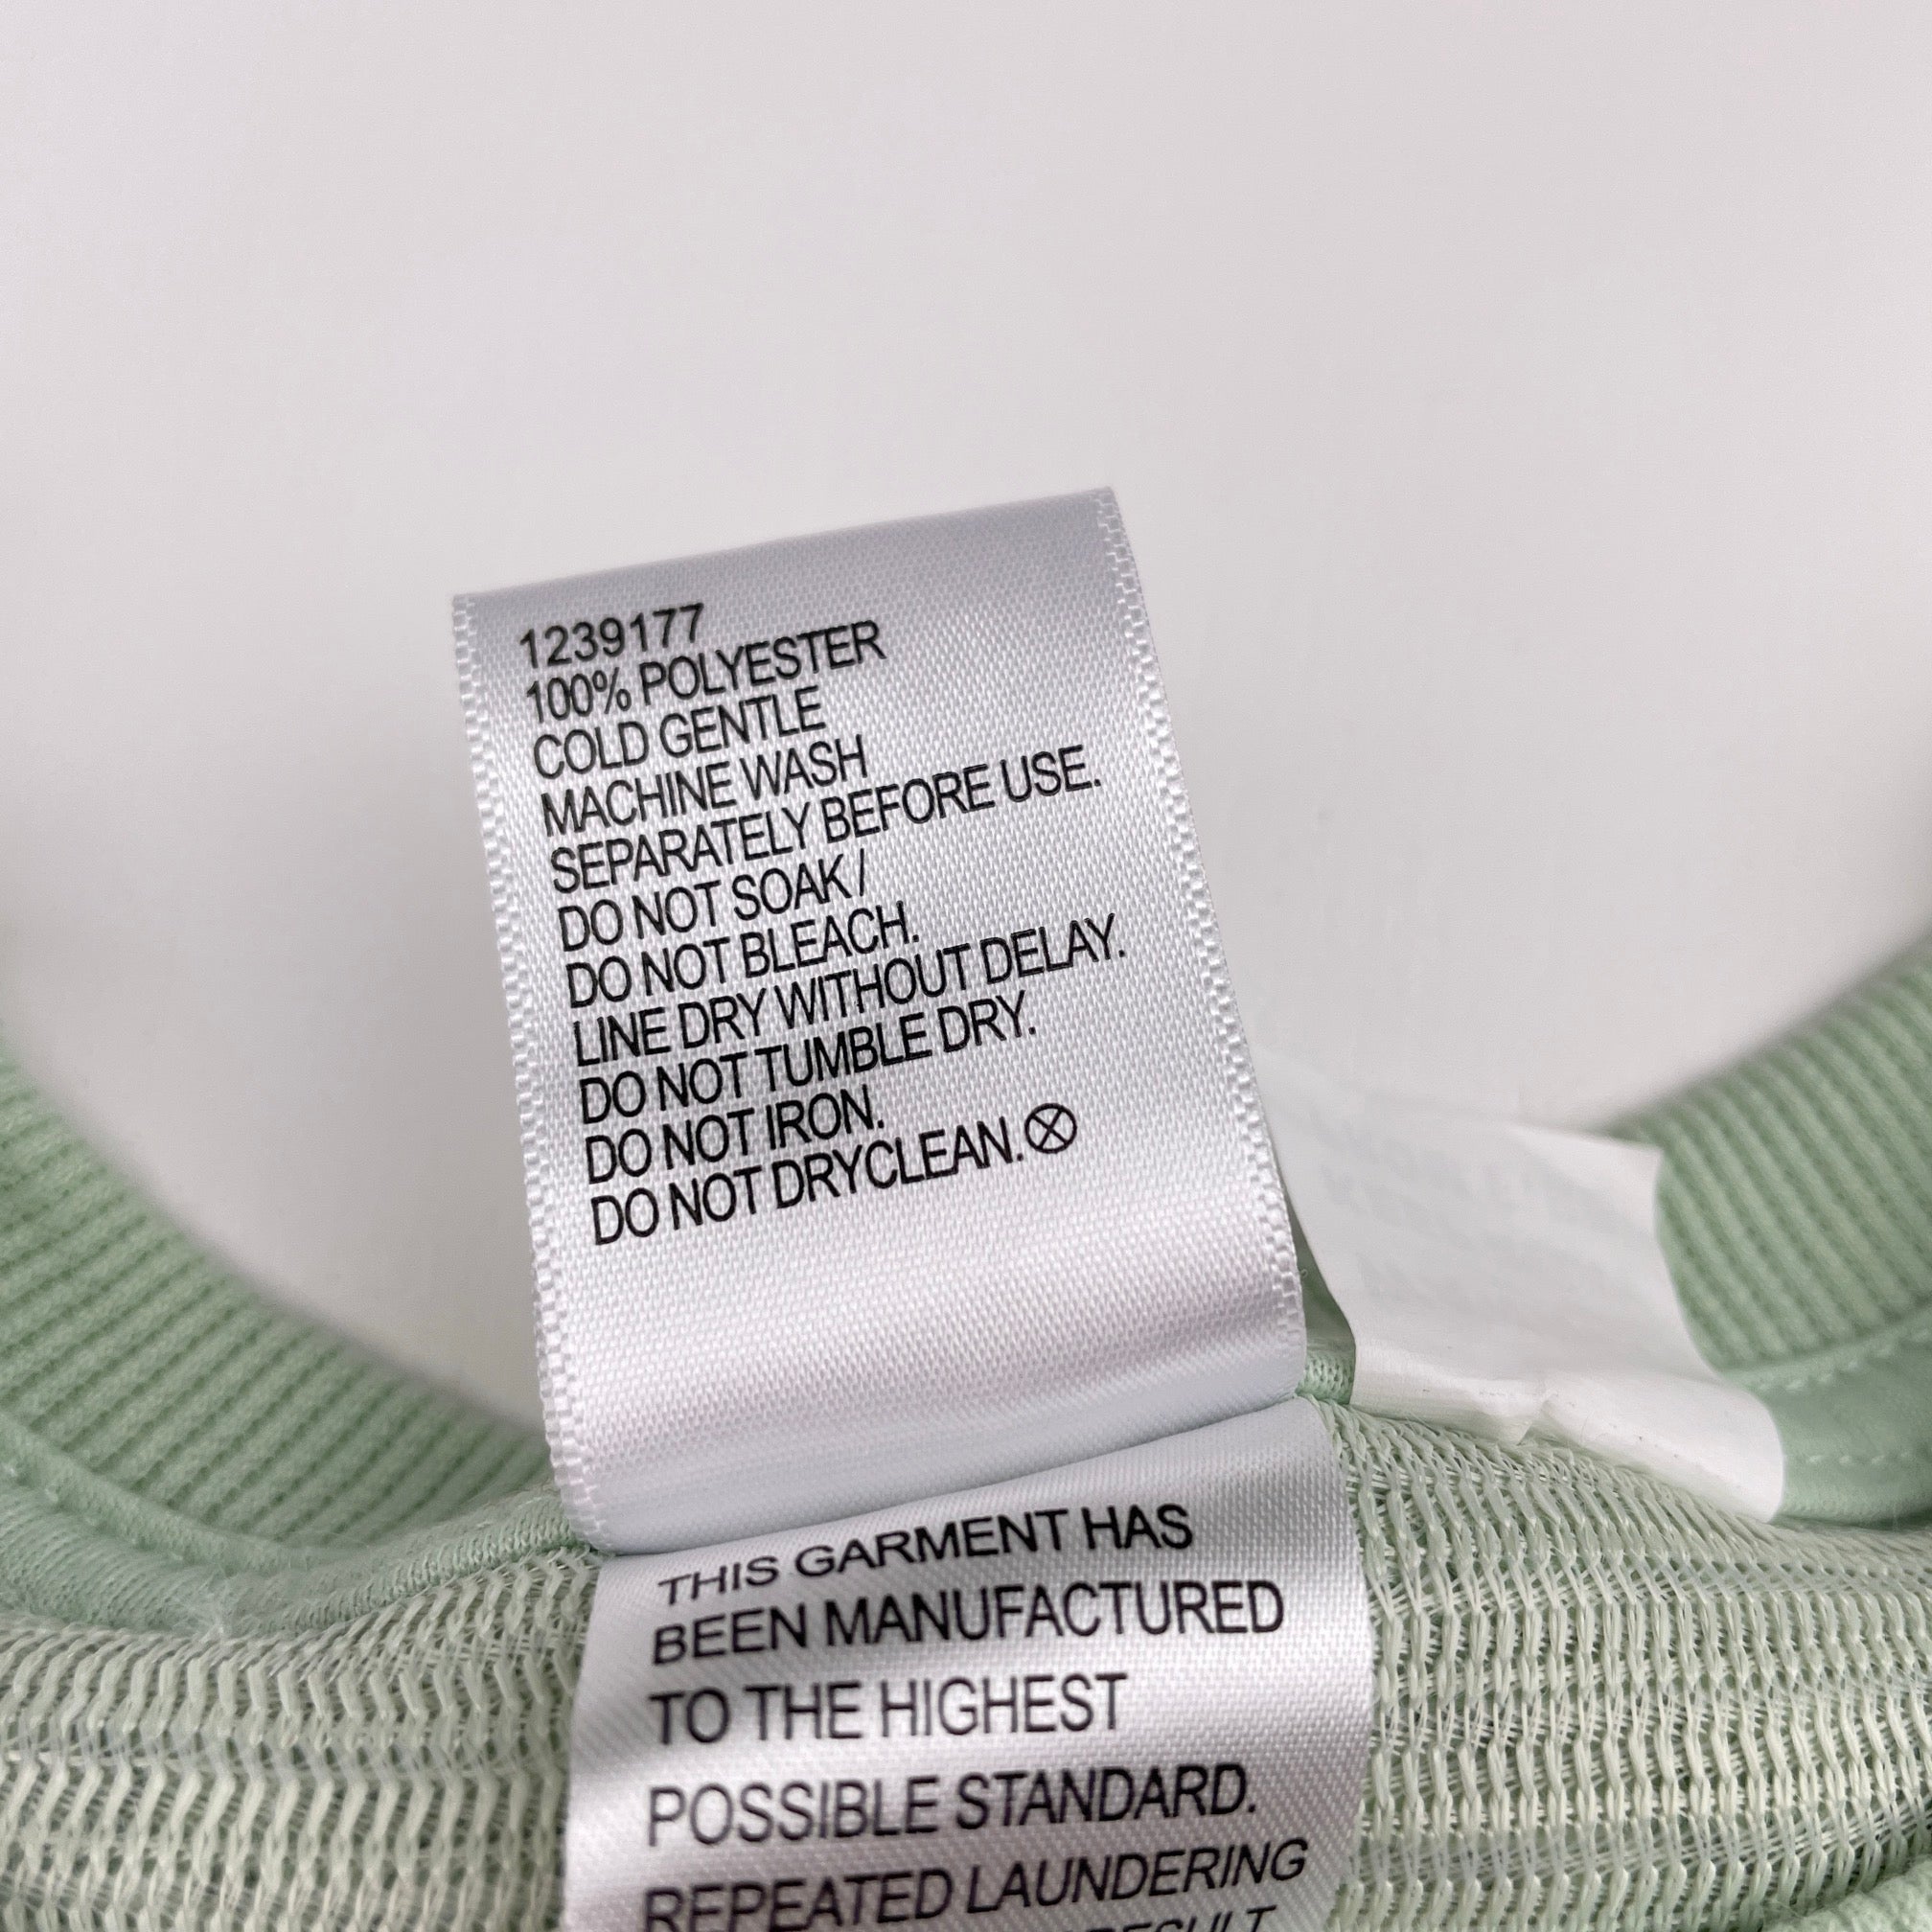 1239177
100% POLYESTER
COLD GENTLE
MACHINE WASH
SEPARATELY BEFORE USE.
DO NOT SOAK /
DO NOT BLEACH.
LINE DRY WITHOUT DELAY.
DO NOT TUMBLE DRY.
DO NOT IRON.
DO NOT DRYCLEAN.
THIS GARMENT HAS
BEEN MANUFACTURED
TO THE HIGHEST
POSSIBLE STANDARD.
REPEATED LAUNDERING
RESULT